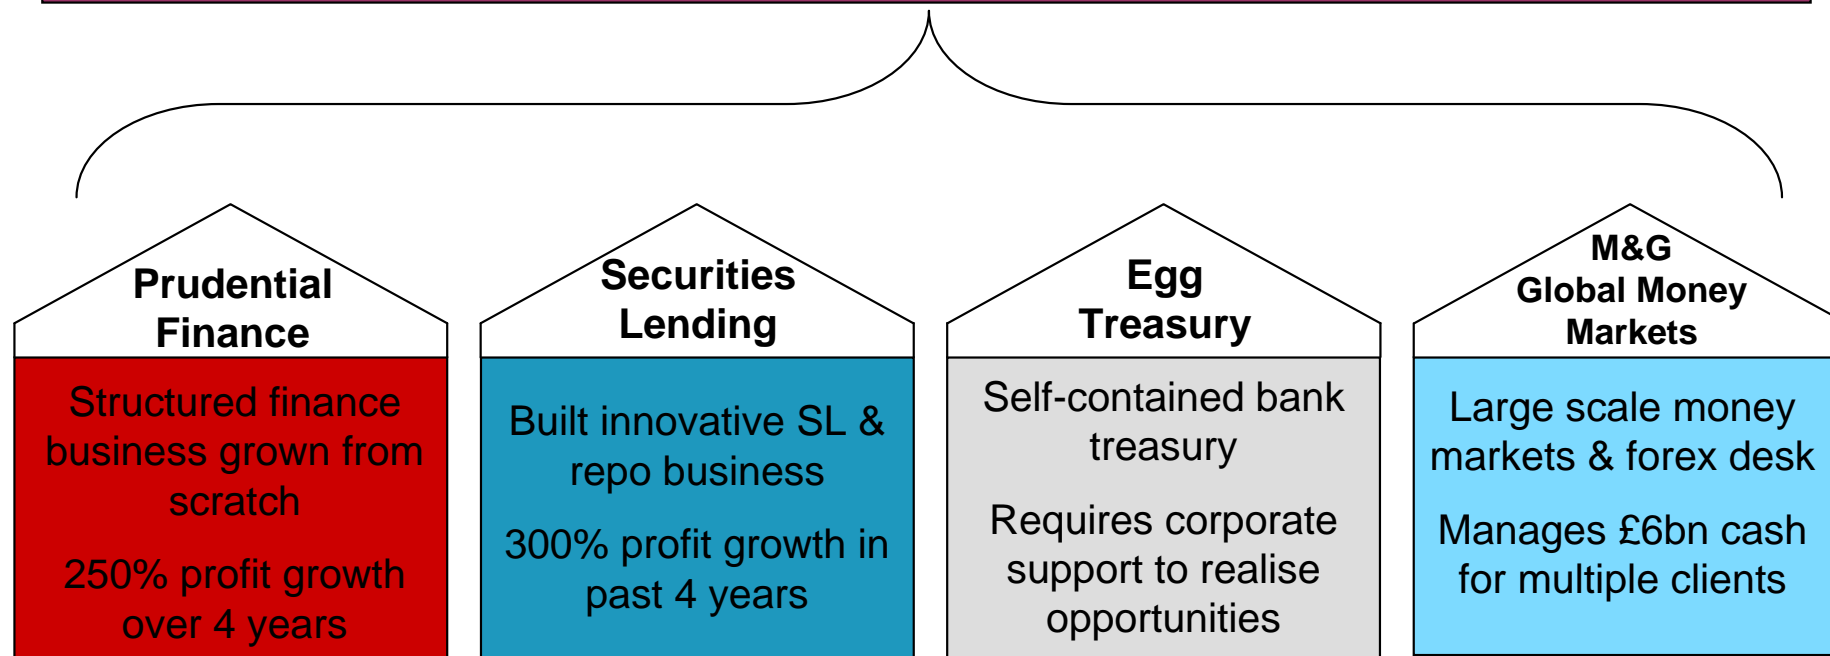 Prudential
Finance
Structured finance
business grown from
scratch
250% profit growth
over 4 years
Securities
Lending
Built innovative SL &
repo business
300% profit growth in
past 4 years
Egg
Treasury
Self-contained bank
treasury
Requires corporate
support to realise
opportunities
M&G
Global Money
Markets
Large scale money
markets & forex desk
Manages £6bn cash
for multiple clients